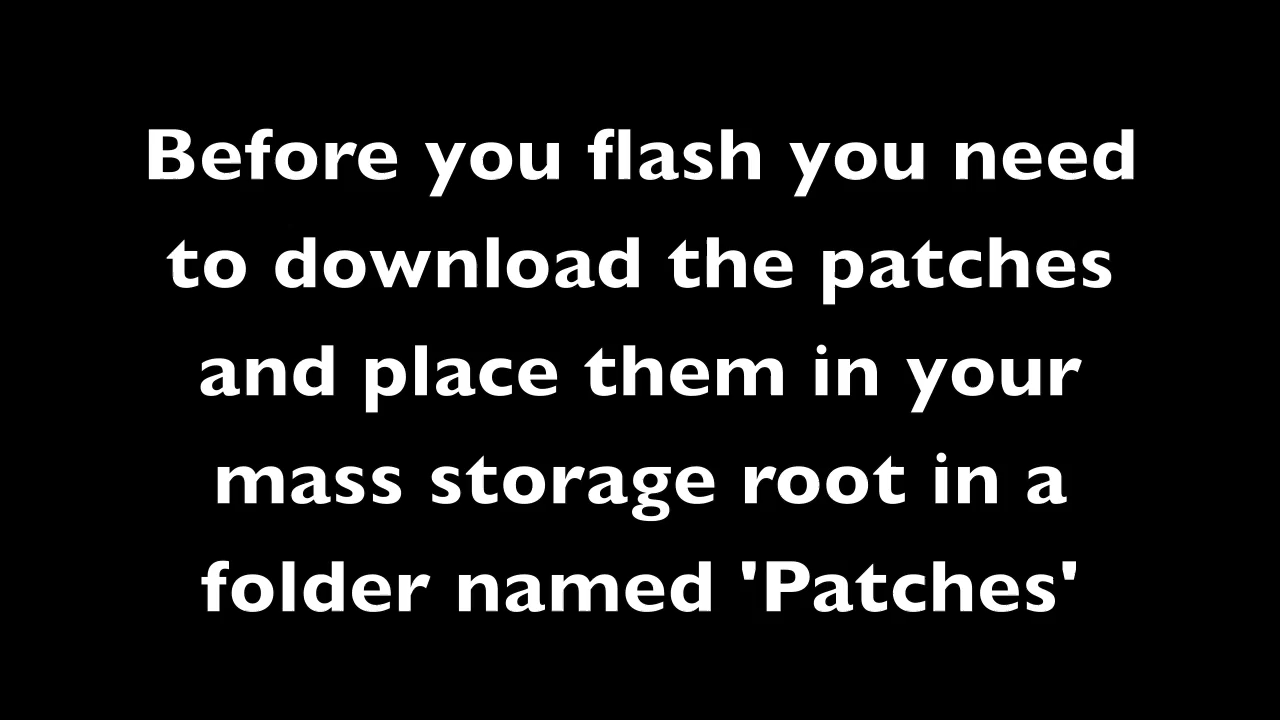 Before you flash you need
to download the patches
and place them in your
mass storage root in a
folder named 'Patches'